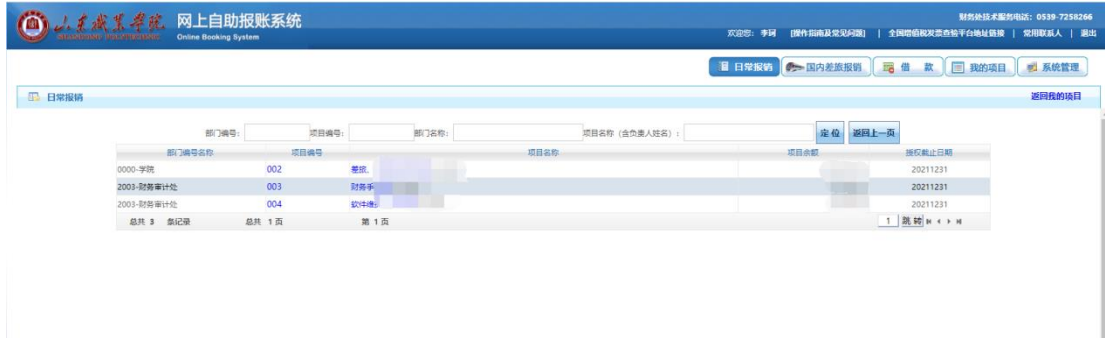 山东职业学院 网上自助报账系统
SHANDONG POLYTECHNIC Online Booking System
财务处技术服务电话: 0539-7258266
欢迎您: 李珂 [操作指南及常见问题] | 全国增值税发票查验平台地址链接 | 常用联系人 | 退出
日常报销 国内差旅报销 借 款 我的项目 系统管理
日常报销 返回我的项目
部门编号: 项目编号: 部门名称: 项目名称 (含负责人姓名) : 定 位 返回上一页
部门编号名称 项目编号 项目名称 项目余额 授权截止日期
0000-学院 002 差旅 20211231
2003-财务审计处 003 财务手 20211231
2003-财务审计处 004 软件维 20211231
总共 3 条记录 总共 1 页 第 1 页 1 跳 转